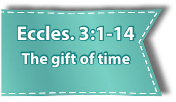 Eccles. 3:1-14
The gift of time